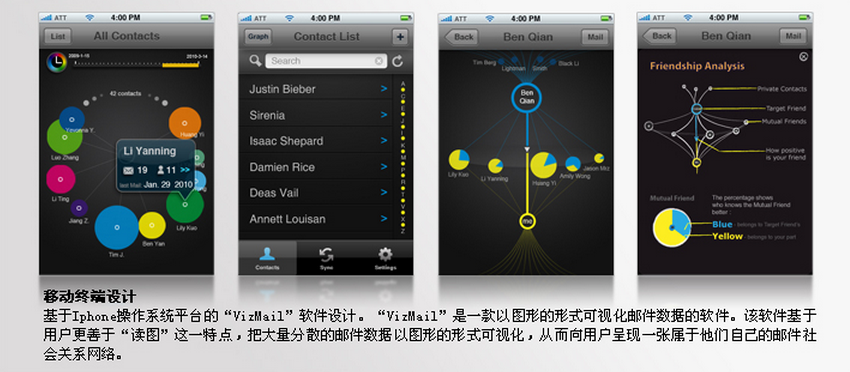 ATT 4:00 PM
List All Contacts
2009-1-15 2010-3-14
42 contacts
Yevonne Y.
Huang Yi
Luo Zhang
Li Yanning
19 11 >>
last Mail: Jan. 29 2010
Li Ting
Jiang Z.
Lily Kuo
Ben Yan
Tim J.
ATT 4:00 PM
Graph Contact List +
Search
Justin Bieber >
Sirenia >
Isaac Shepard >
Damien Rice >
Deas Vail >
Annett Louisan >
Contacts Sync Settings
ATT 4:00 PM
Back Ben Qian Mail
Tim Berg Lightman Smith Black Li
Ben
Qian
Lily Kuo Li Yanning Huang Yi Amily Wong Jason Miz
me
ATT 4:00 PM
Back Ben Qian Mail
Friendship Analysis
Private Contacts
Target Friend
Mutual Friends
How positive
is your friend
Mutual Friend
The percentage shows
who knows the Mutual Friend
better :
Blue - belongs to Target Friend's
Yellow - belongs to your part
移动终端设计
基于Iphone操作系统平台的“VizMail”软件设计。“VizMail”是一款以图形的形式可视化邮件数据的软件。该软件基于
用户更善于“读图”这一特点，把大量分散的邮件数据以图形的形式可视化，从而向用户呈现一张属于他们自己的邮件社
会关系网络。